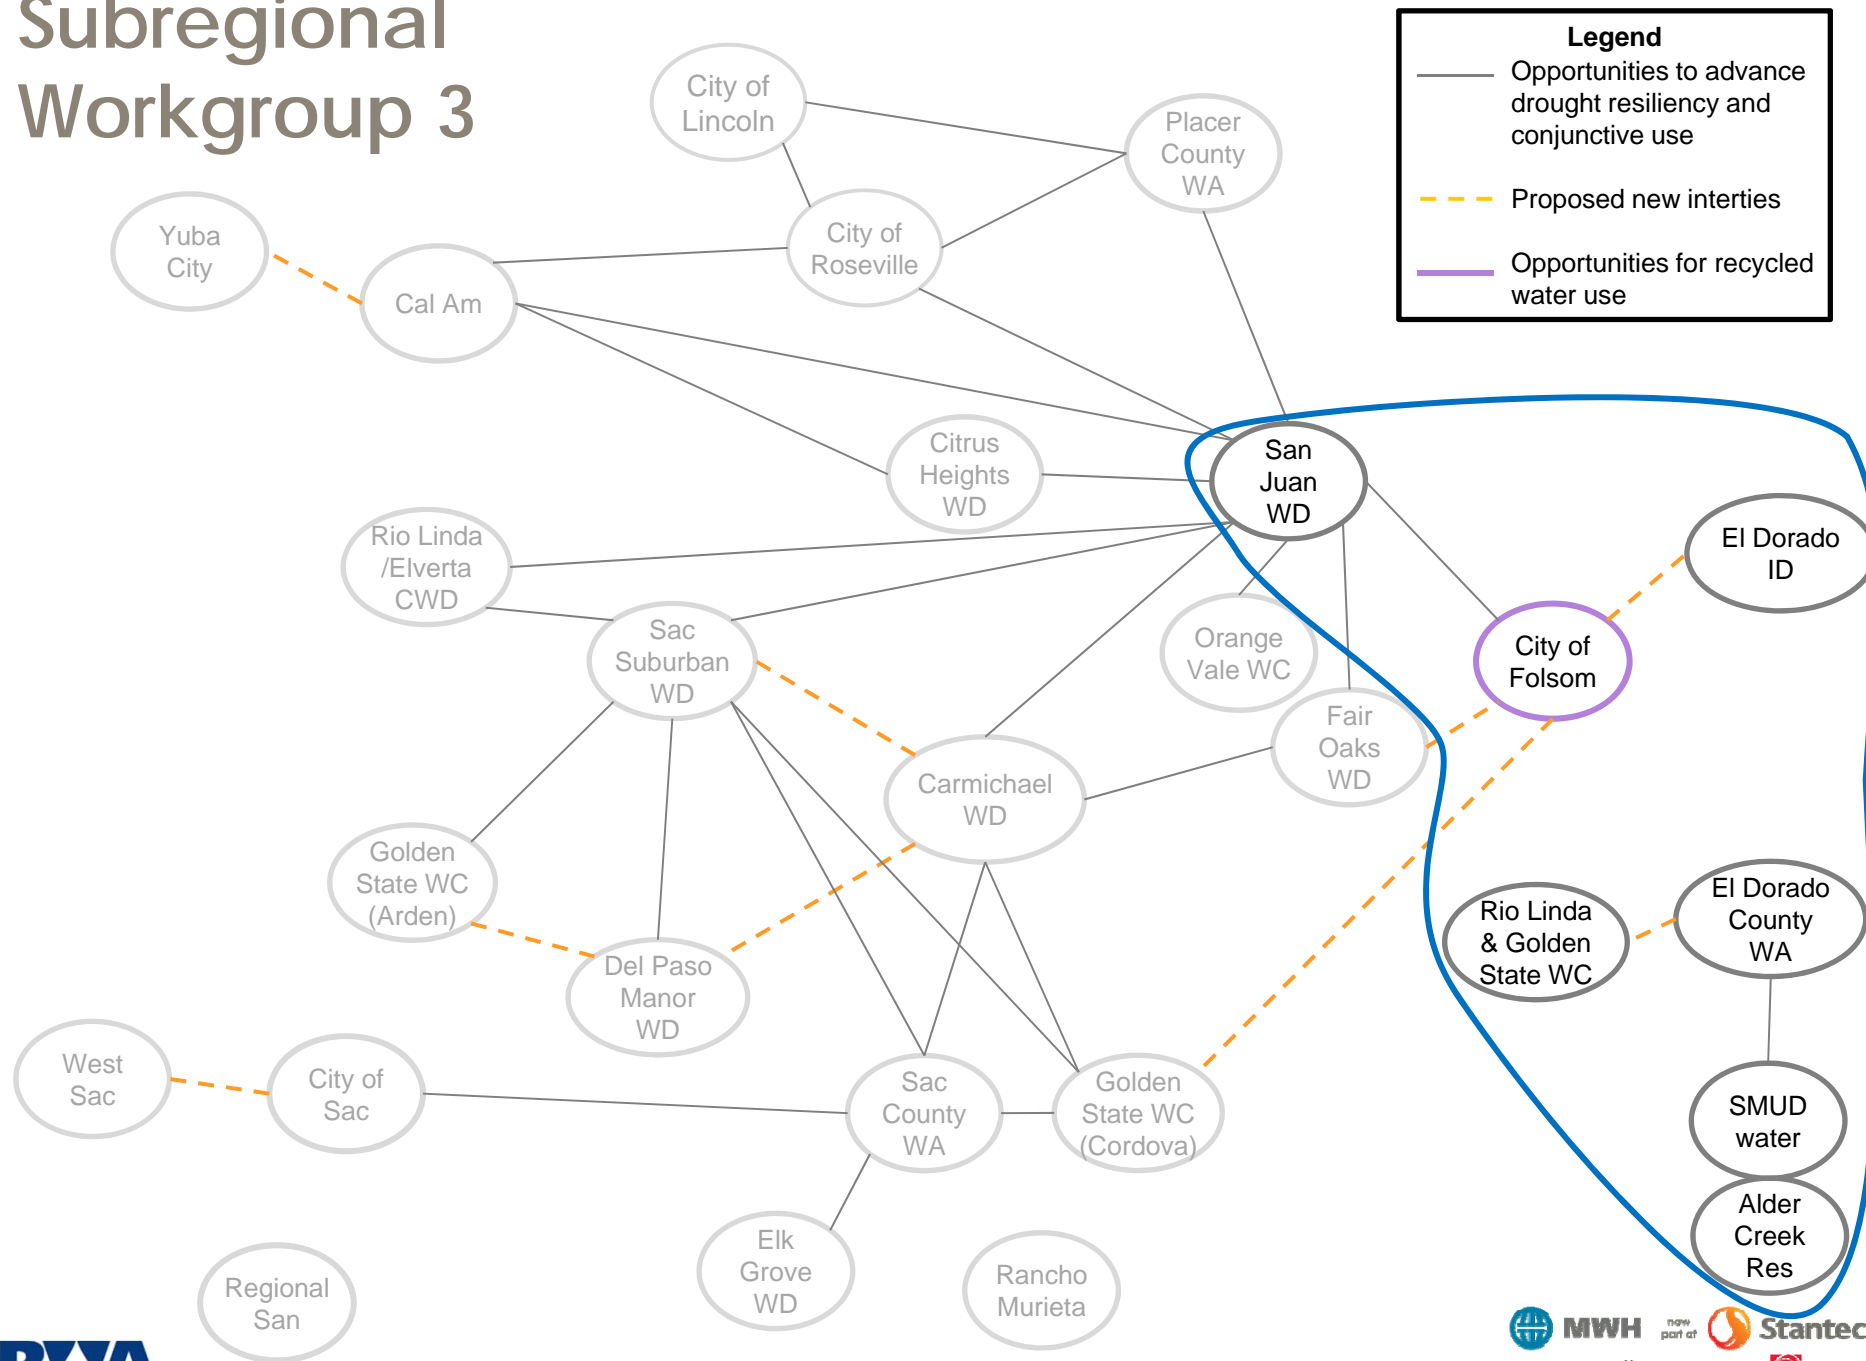 Subregional
Workgroup 3
Legend
Opportunities to advance
drought resiliency and
conjunctive use
Proposed new interties
Opportunities for recycled
water use
City of
Lincoln
Placer
County
WA
Yuba
City
City of
Roseville
Cal Am
Citrus
Heights
WD
San
Juan
WD
Rio Linda
/Elverta
CWD
El Dorado
ID
Sac
Suburban
WD
Orange
Vale WC
City of
Folsom
Fair
Oaks
WD
Carmichael
WD
Golden
State WC
(Arden)
Rio Linda
& Golden
State WC
El Dorado
County
WA
Del Paso
Manor
WD
West
Sac
City of
Sac
Sac
County
WA
Golden
State WC
(Cordova)
SMUD
water
Alder
Creek
Res
Elk
Grove
WD
Rancho
Murieta
Regional
San
MWH
now
part of
Stantec